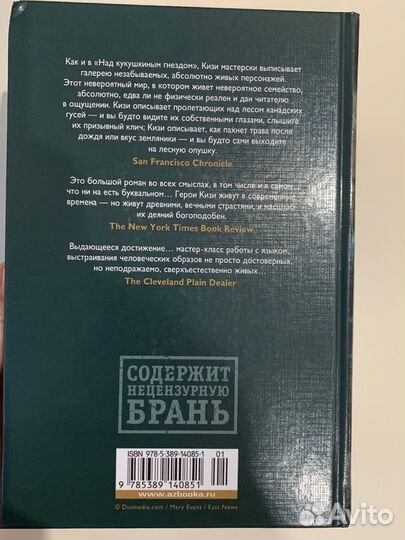 Как и в «Над кукушкиным гнездом», Кизи мастерски выписывает
галерею незабываемых, абсолютно живых персонажей.
Этот невероятный мир, в котором живет невероятное семейство,
абсолютно, едва ли не физически реален и дан читателю
в ощущении. Кизи описывает пролетающих над лесом канадских
гусей — и вы будто видите их собственными глазами, слышите
их призывный клич; Кизи описывает, как пахнет трава после
дождя или вкус земляники — и вы будто сами выходите
на лесную опушку.
San Francisco Chronicle
Это большой роман во всех смыслах, в том числе и в самом...
что ни на есть буквальном... Герои Кизи живут в современные
времена — но живут древними, вечными страстями, и масштаб
их деяний богоподобен.
The New York Times Book Review
Выдающееся достижение... мастер-класс работы с языком,
выстраивания человеческих образов не просто достоверных,
но неподражаемо, сверхъестественно живых...
The Cleveland Plain Dealer
СОДЕРЖИТ
НЕЦЕНЗУРНУЮ
БРАНЬ
ISBN 978-5-389-14085-1 01
9 785389 140851
www.azbooka.ru
© Diomedia.com / Mary Evans / East News
Avito